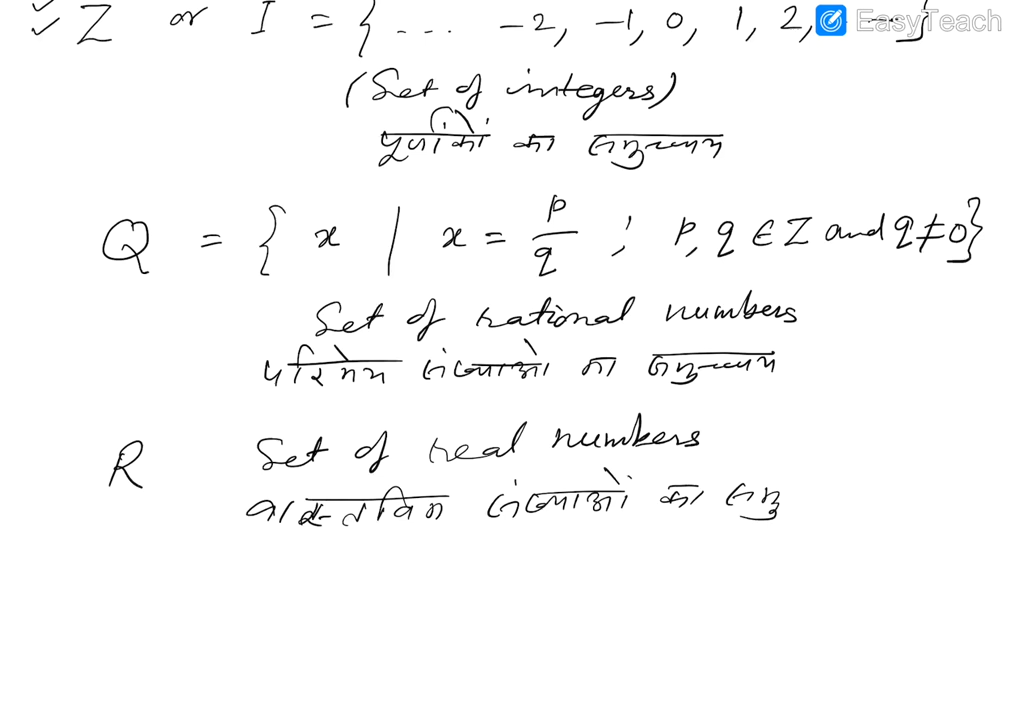 Z or I = {... -2, -1, 0, 1, 2, ---} EasyTeach
(Set of integers)
पूर्णांकों का समुच्चय
Q = { x | x = p/q ; p, q ∈ Z and q ≠ 0}
Set of rational numbers
परिमेय संख्याओं का समुच्चय
R Set of real numbers
वास्तविक संख्याओं का समु